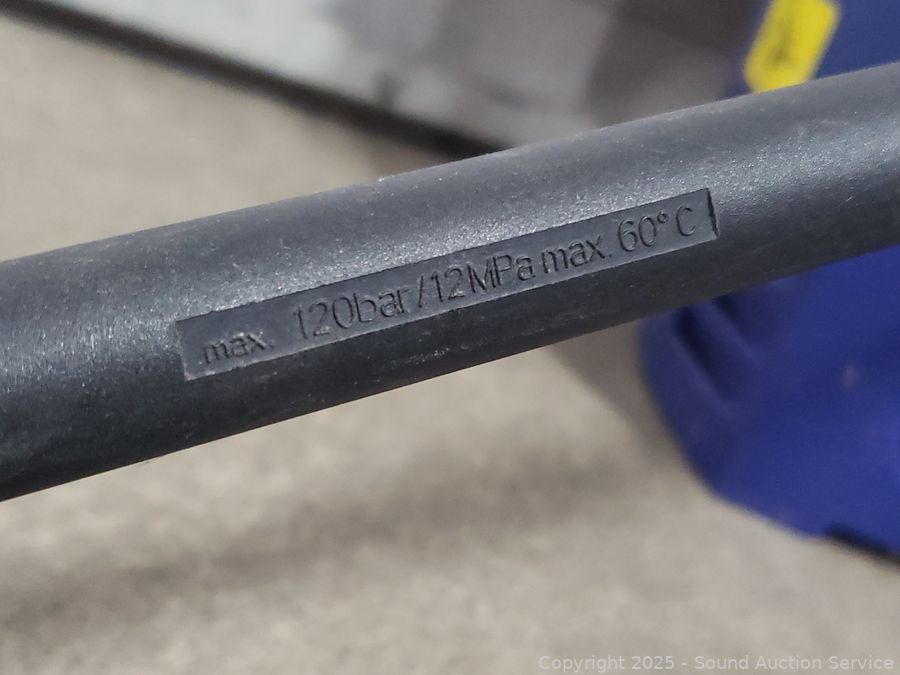 max. 120bar/12MPa max. 60°C
Copyright © 2025 - Sound Auction Service